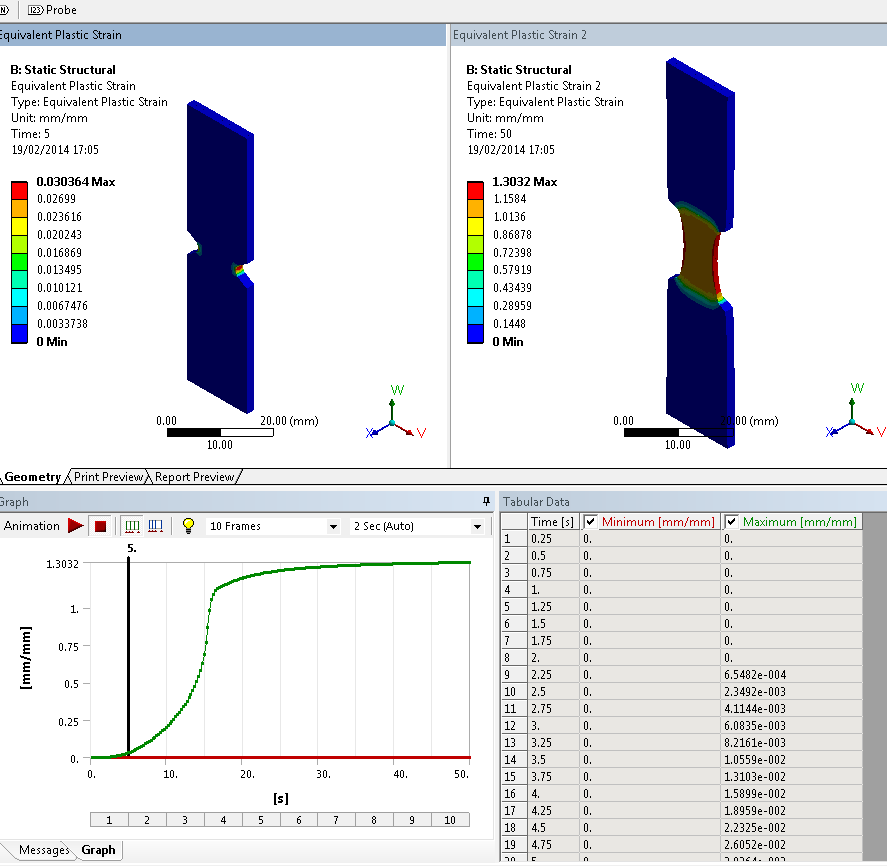 Probe
Equivalent Plastic Strain
Equivalent Plastic Strain 2
B: Static Structural
Equivalent Plastic Strain
Type: Equivalent Plastic Strain
Unit: mm/mm
Time: 5
19/02/2014 17:05
0.030364 Max
0.02699
0.023616
0.020243
0.016869
0.013495
0.010121
0.0067476
0.0033738
0 Min
0.00 20.00 (mm)
10.00
W
X V
B: Static Structural
Equivalent Plastic Strain 2
Type: Equivalent Plastic Strain
Unit: mm/mm
Time: 50
19/02/2014 17:05
1.3032 Max
1.1584
1.0136
0.86878
0.72398
0.57919
0.43439
0.28959
0.1448
0 Min
0.00 20.00 (mm)
10.00
W
X V
Geometry Print Preview Report Preview
Graph
Animation 10 Frames 2 Sec (Auto)
5.
1.3032
1.
0.75
0.5
0.25
0.
[mm/mm]
0. 10. 20. 30. 40. 50.
[s]
1 2 3 4 5 6 7 8 9 10
Messages Graph
Tabular Data
Time [s] Minimum [mm/mm] Maximum [mm/mm]
1 0.25 0. 0.
2 0.5 0. 0.
3 0.75 0. 0.
4 1. 0. 0.
5 1.25 0. 0.
6 1.5 0. 0.
7 1.75 0. 0.
8 2. 0. 0.
9 2.25 0. 6.5482e-004
10 2.5 0. 2.3492e-003
11 2.75 0. 4.1144e-003
12 3. 0. 6.0835e-003
13 3.25 0. 8.2161e-003
14 3.5 0. 1.0559e-002
15 3.75 0. 1.3103e-002
16 4. 0. 1.5899e-002
17 4.25 0. 1.8959e-002
18 4.5 0. 2.2325e-002
19 4.75 0. 2.6052e-002